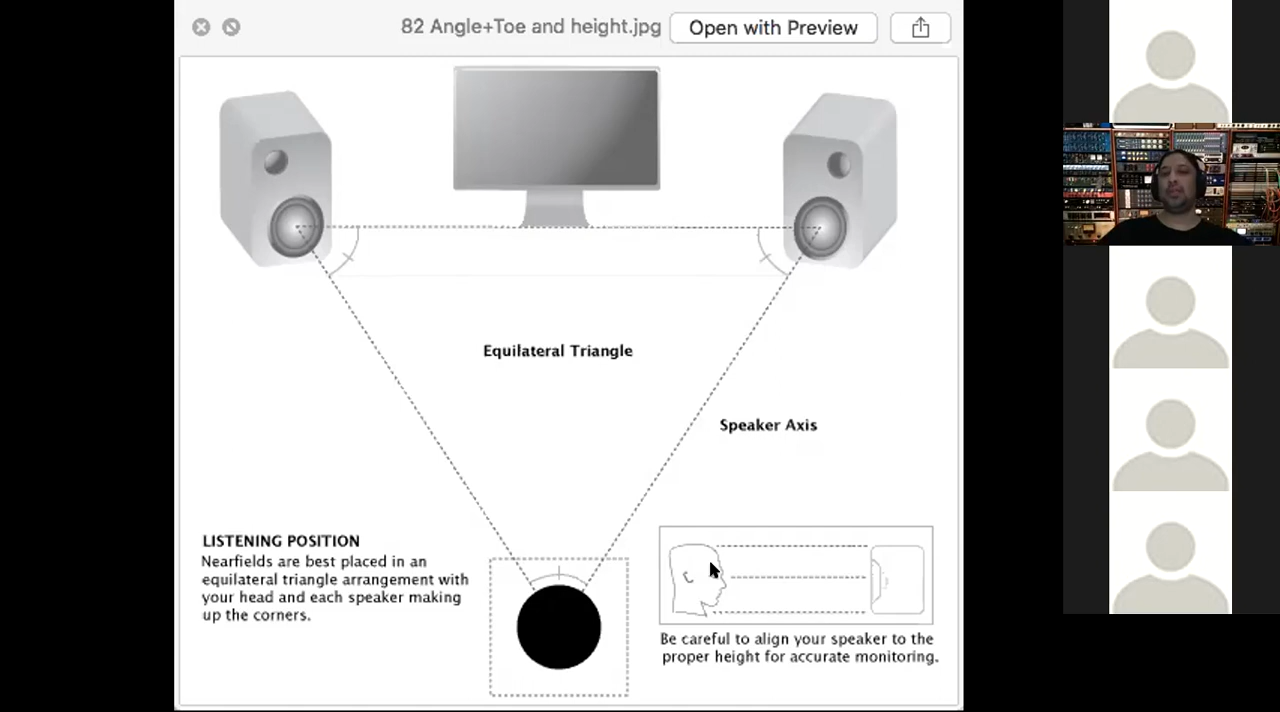 82 Angle+Toe and height.jpg
Open with Preview
Equilateral Triangle
Speaker Axis
LISTENING POSITION
Nearfields are best placed in an
equilateral triangle arrangement with
your head and each speaker making
up the corners.
Be careful to align your speaker to the
proper height for accurate monitoring.